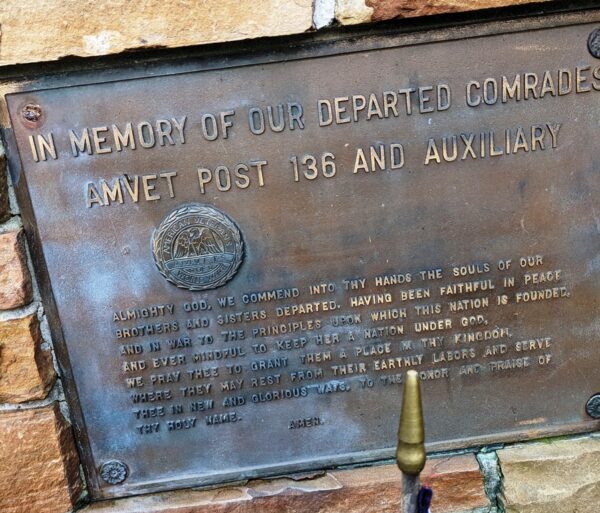 IN MEMORY OF OUR DEPARTED COMRADES
AMVET POST 136 AND AUXILIARY
ALMIGHTY GOD, WE COMMEND INTO THY HANDS THE SOULS OF OUR
BROTHERS AND SISTERS DEPARTED. HAVING BEEN FAITHFUL IN PEACE
AND IN WAR TO THE PRINCIPLES UPON WHICH THIS NATION IS FOUNDED,
AND EVER MINDFUL TO KEEP HER A NATION UNDER GOD,
WE PRAY THEE TO GRANT THEM A PLACE IN THY KINGDOM,
WHERE THEY MAY REST FROM THEIR EARTHLY LABORS AND SERVE
THEE IN NEW AND GLORIOUS WAYS, TO THE HONOR AND PRAISE OF
THY HOLY NAME. AMEN.